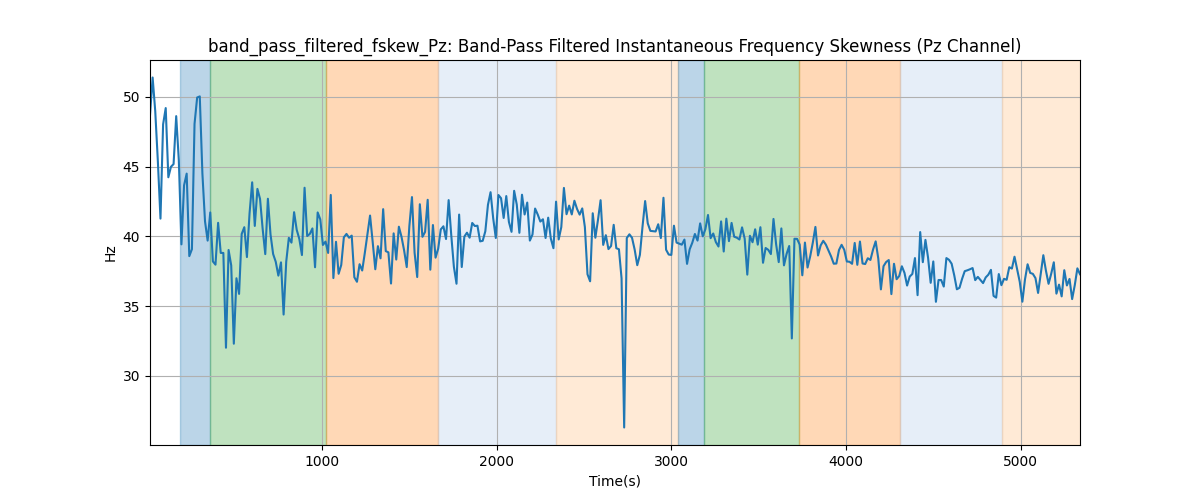 band_pass_filtered_fskew_Pz: Band-Pass Filtered Instantaneous Frequency Skewness (Pz Channel)
50
45
40
35
30
Hz
1000 2000 3000 4000 5000
Time(s)